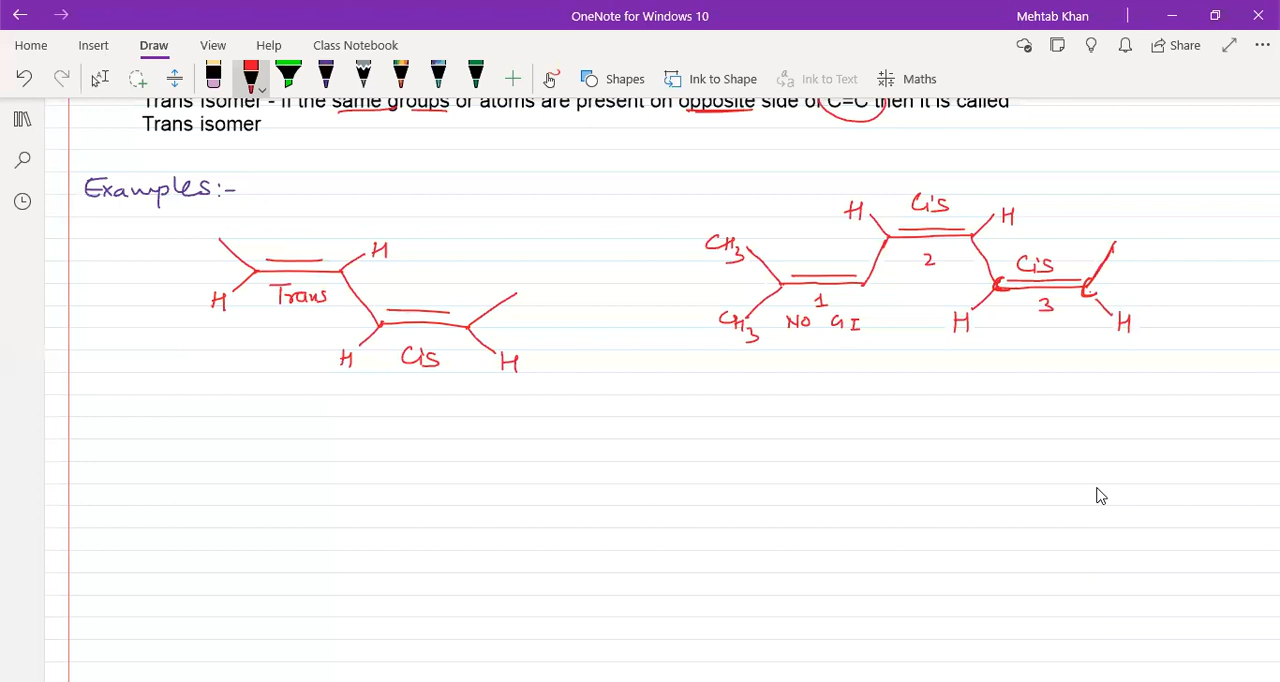 OneNote for Windows 10
Mehtab Khan
Home Insert Draw View Help Class Notebook
Share
Shapes Ink to Shape Ink to Text Maths
Trans Isomer - If the same groups or atoms are present on opposite side of C=C then it is called
Trans isomer
Examples:-
H
H
Trans
H
Cis
H
CH3
CH3
1
NO GI
H
Cis
H
2
Cis
H
3
H